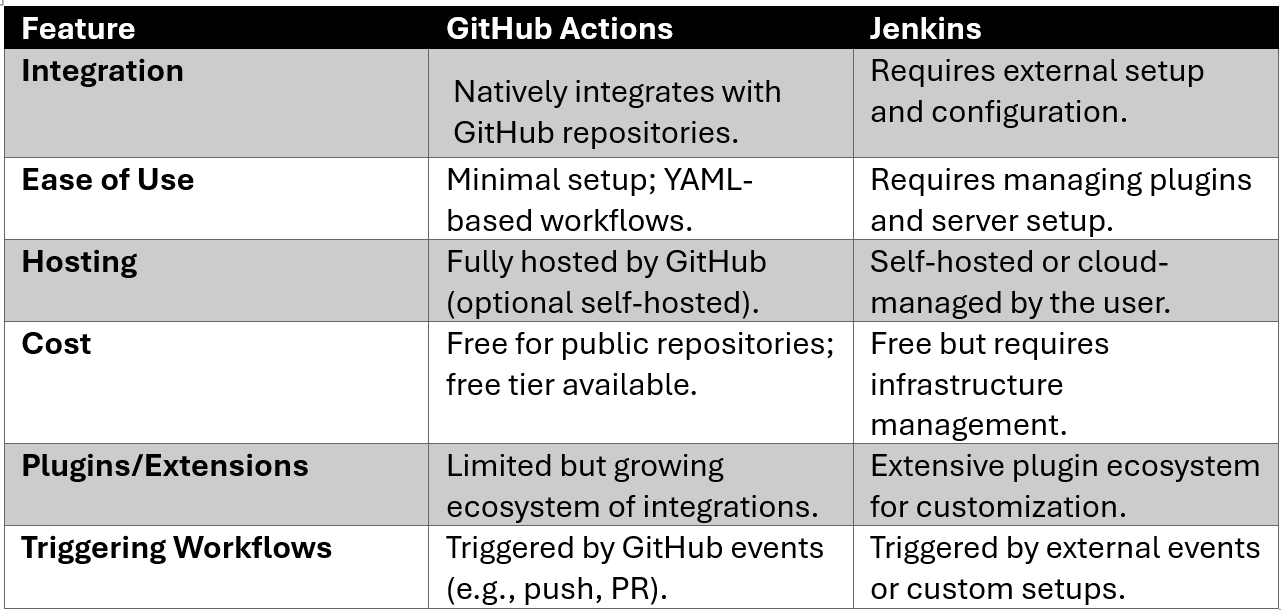 Feature
GitHub Actions
Jenkins
Integration
Natively integrates with
GitHub repositories.
Requires external setup
and configuration.
Ease of Use
Minimal setup; YAML-
based workflows.
Requires managing plugins
and server setup.
Hosting
Fully hosted by GitHub
(optional self-hosted).
Self-hosted or cloud-
managed by the user.
Cost
Free for public repositories;
free tier available.
Free but requires
infrastructure
management.
Plugins/Extensions
Limited but growing
ecosystem of integrations.
Extensive plugin ecosystem
for customization.
Triggering Workflows
Triggered by GitHub events
(e.g., push, PR).
Triggered by external events
or custom setups.